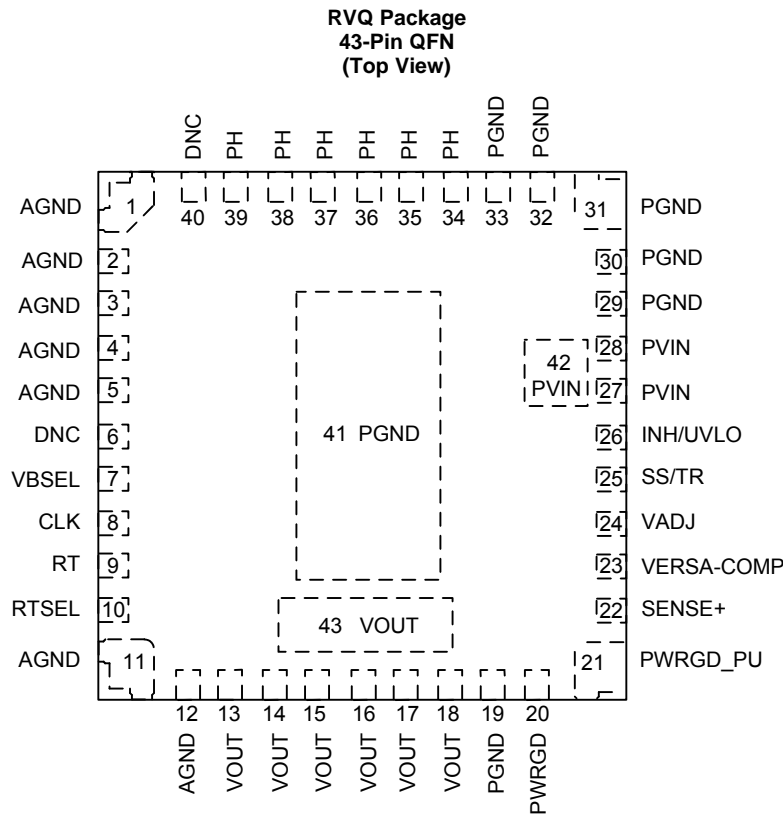 RVQ Package
43-Pin QFN
(Top View)
DNC
PH
PH
PH
PH
PH
PH
PGND
PGND
40
39
38
37
36
35
34
33
32
AGND 1
AGND 2
AGND 3
AGND 4
AGND 5
DNC 6
VBSEL 7
CLK 8
RT 9
RTSEL 10
AGND 11
31 PGND
30 PGND
29 PGND
28 PVIN
27 PVIN
26 INH/UVLO
25 SS/TR
24 VADJ
23 VERSA-COMP
22 SENSE+
21 PWRGD_PU
42
PVIN
41 PGND
43 VOUT
12
13
14
15
16
17
18
19
20
AGND
VOUT
VOUT
VOUT
VOUT
VOUT
VOUT
PGND
PWRGD